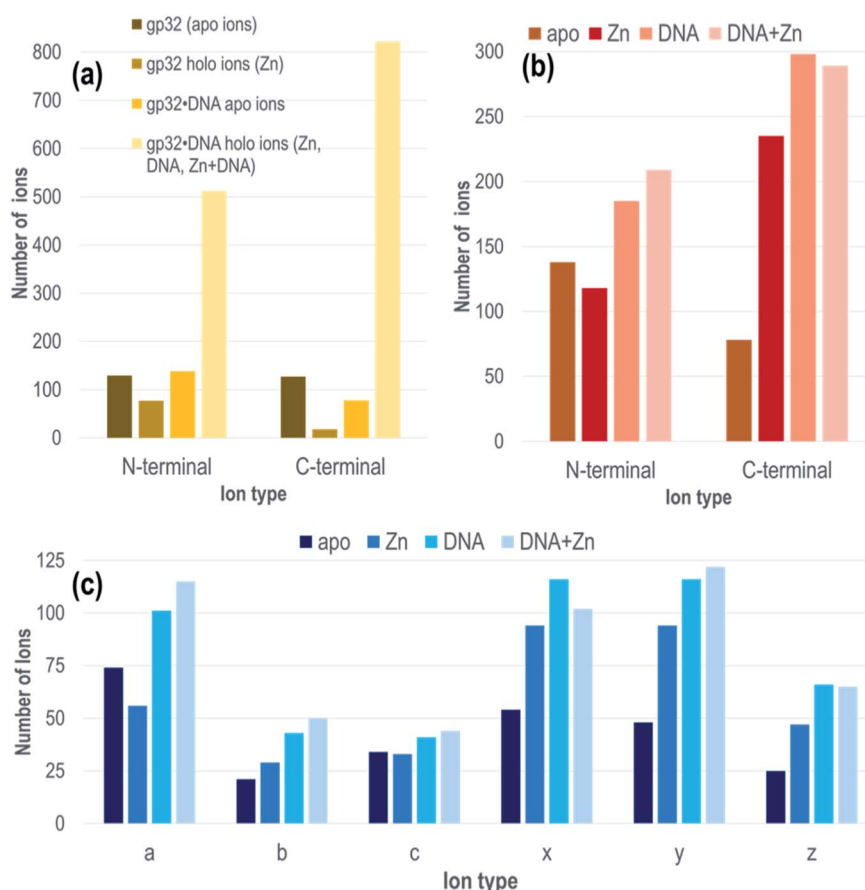 (a)
gp32 (apo ions)
gp32 holo ions (Zn)
gp32•DNA apo ions
gp32•DNA holo ions (Zn,
DNA, Zn+DNA)
Number of ions
800
700
600
500
400
300
200
100
0
N-terminal C-terminal
Ion type
(b)
apo Zn DNA DNA+Zn
Number of ions
300
250
200
150
100
50
0
N-terminal C-terminal
Ion type
(c)
apo Zn DNA DNA+Zn
Number of Ions
125
100
75
50
25
0
a b c x y z
Ion type